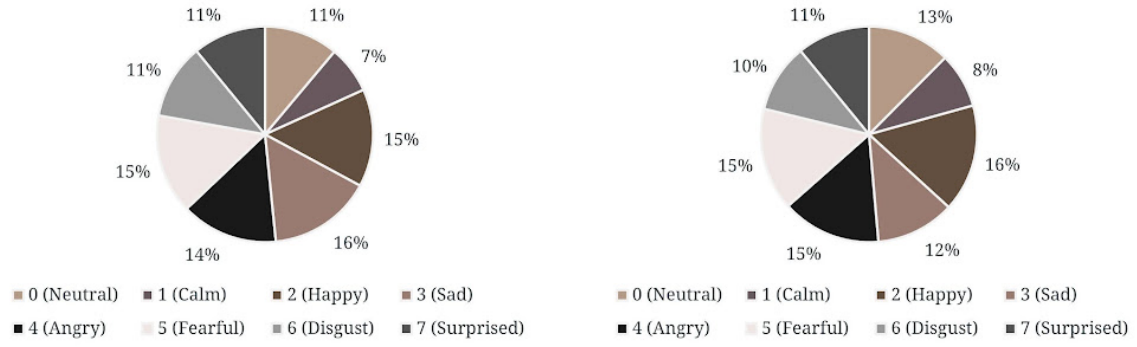 11% 11% 11% 13%
7% 8%
11% 10%
15% 16%
15% 15%
14% 16% 15% 12%
0 (Neutral) 1 (Calm) 2 (Happy) 3 (Sad) 0 (Neutral) 1 (Calm) 2 (Happy) 3 (Sad)
4 (Angry) 5 (Fearful) 6 (Disgust) 7 (Surprised) 4 (Angry) 5 (Fearful) 6 (Disgust) 7 (Surprised)